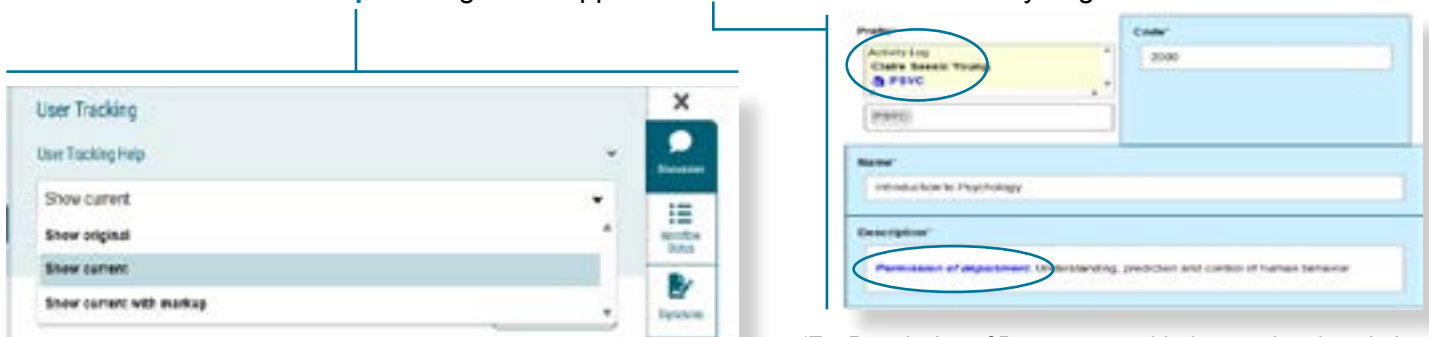 User Tracking
User Tracking Help
Show current
Show original
Show current
Show current with markup
Discussion
Workflow
Status
Signatures
Prefix*
Activity Log
Claire
Young
PSYC
PSYC
Code*
2000
Name*
Introduction to Psychology
Description*
Permission of department. Understanding, prediction and control of human behavior